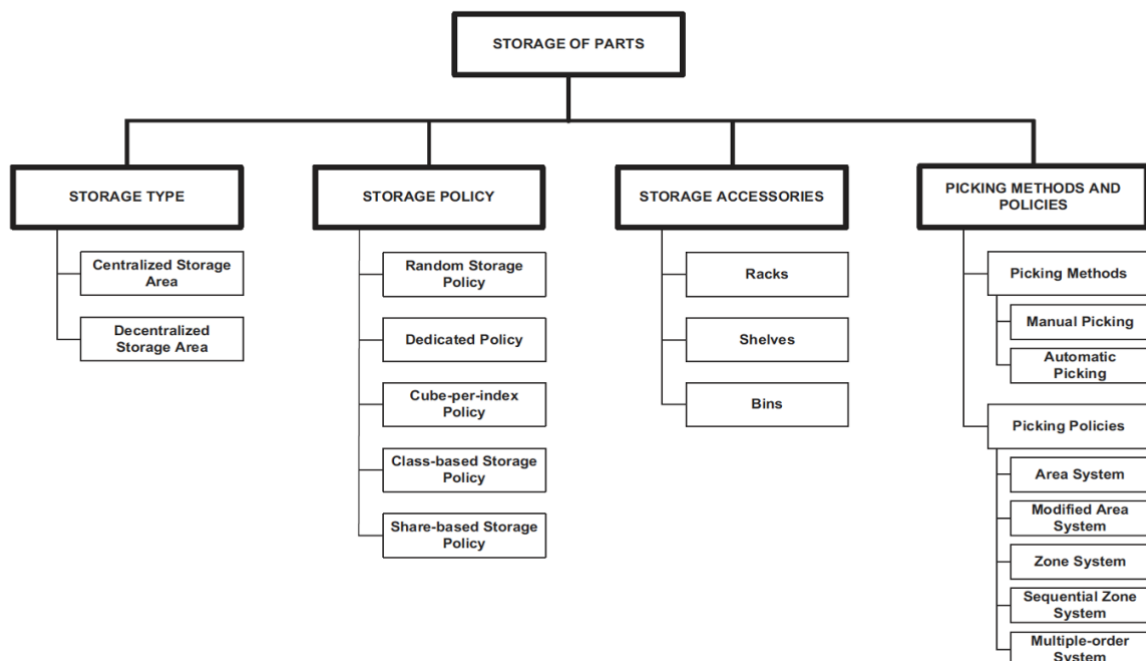 STORAGE OF PARTS
STORAGE TYPE
Centralized Storage
Area
Decentralized
Storage Area
STORAGE POLICY
Random Storage
Policy
Dedicated Policy
Cube-per-index
Policy
Class-based Storage
Policy
Share-based Storage
Policy
STORAGE ACCESSORIES
Racks
Shelves
Bins
PICKING METHODS AND
POLICIES
Picking Methods
Manual Picking
Automatic
Picking
Picking Policies
Area System
Modified Area
System
Zone System
Sequential Zone
System
Multiple-order
System